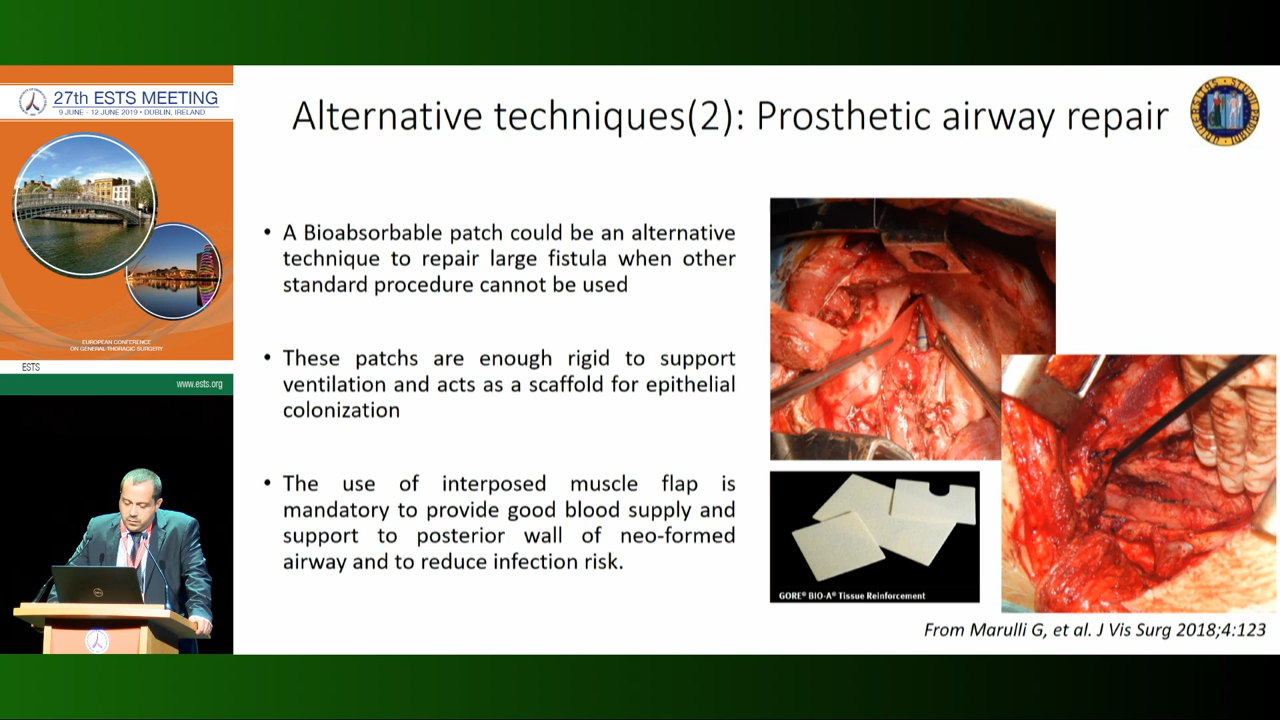 27th ESTS MEETING
9 JUNE - 12 JUNE 2019 • DUBLIN, IRELAND
EUROPEAN CONFERENCE
ON GENERAL THORACIC SURGERY
ESTS
www.ests.org
Alternative techniques(2): Prosthetic airway repair
• A Bioabsorbable patch could be an alternative
technique to repair large fistula when other
standard procedure cannot be used
• These patchs are enough rigid to support
ventilation and acts as a scaffold for epithelial
colonization
• The use of interposed muscle flap is
mandatory to provide good blood supply and
support to posterior wall of neo-formed
airway and to reduce infection risk.
GORE® BIO-A® Tissue Reinforcement
From Marulli G, et al. J Vis Surg 2018;4:123